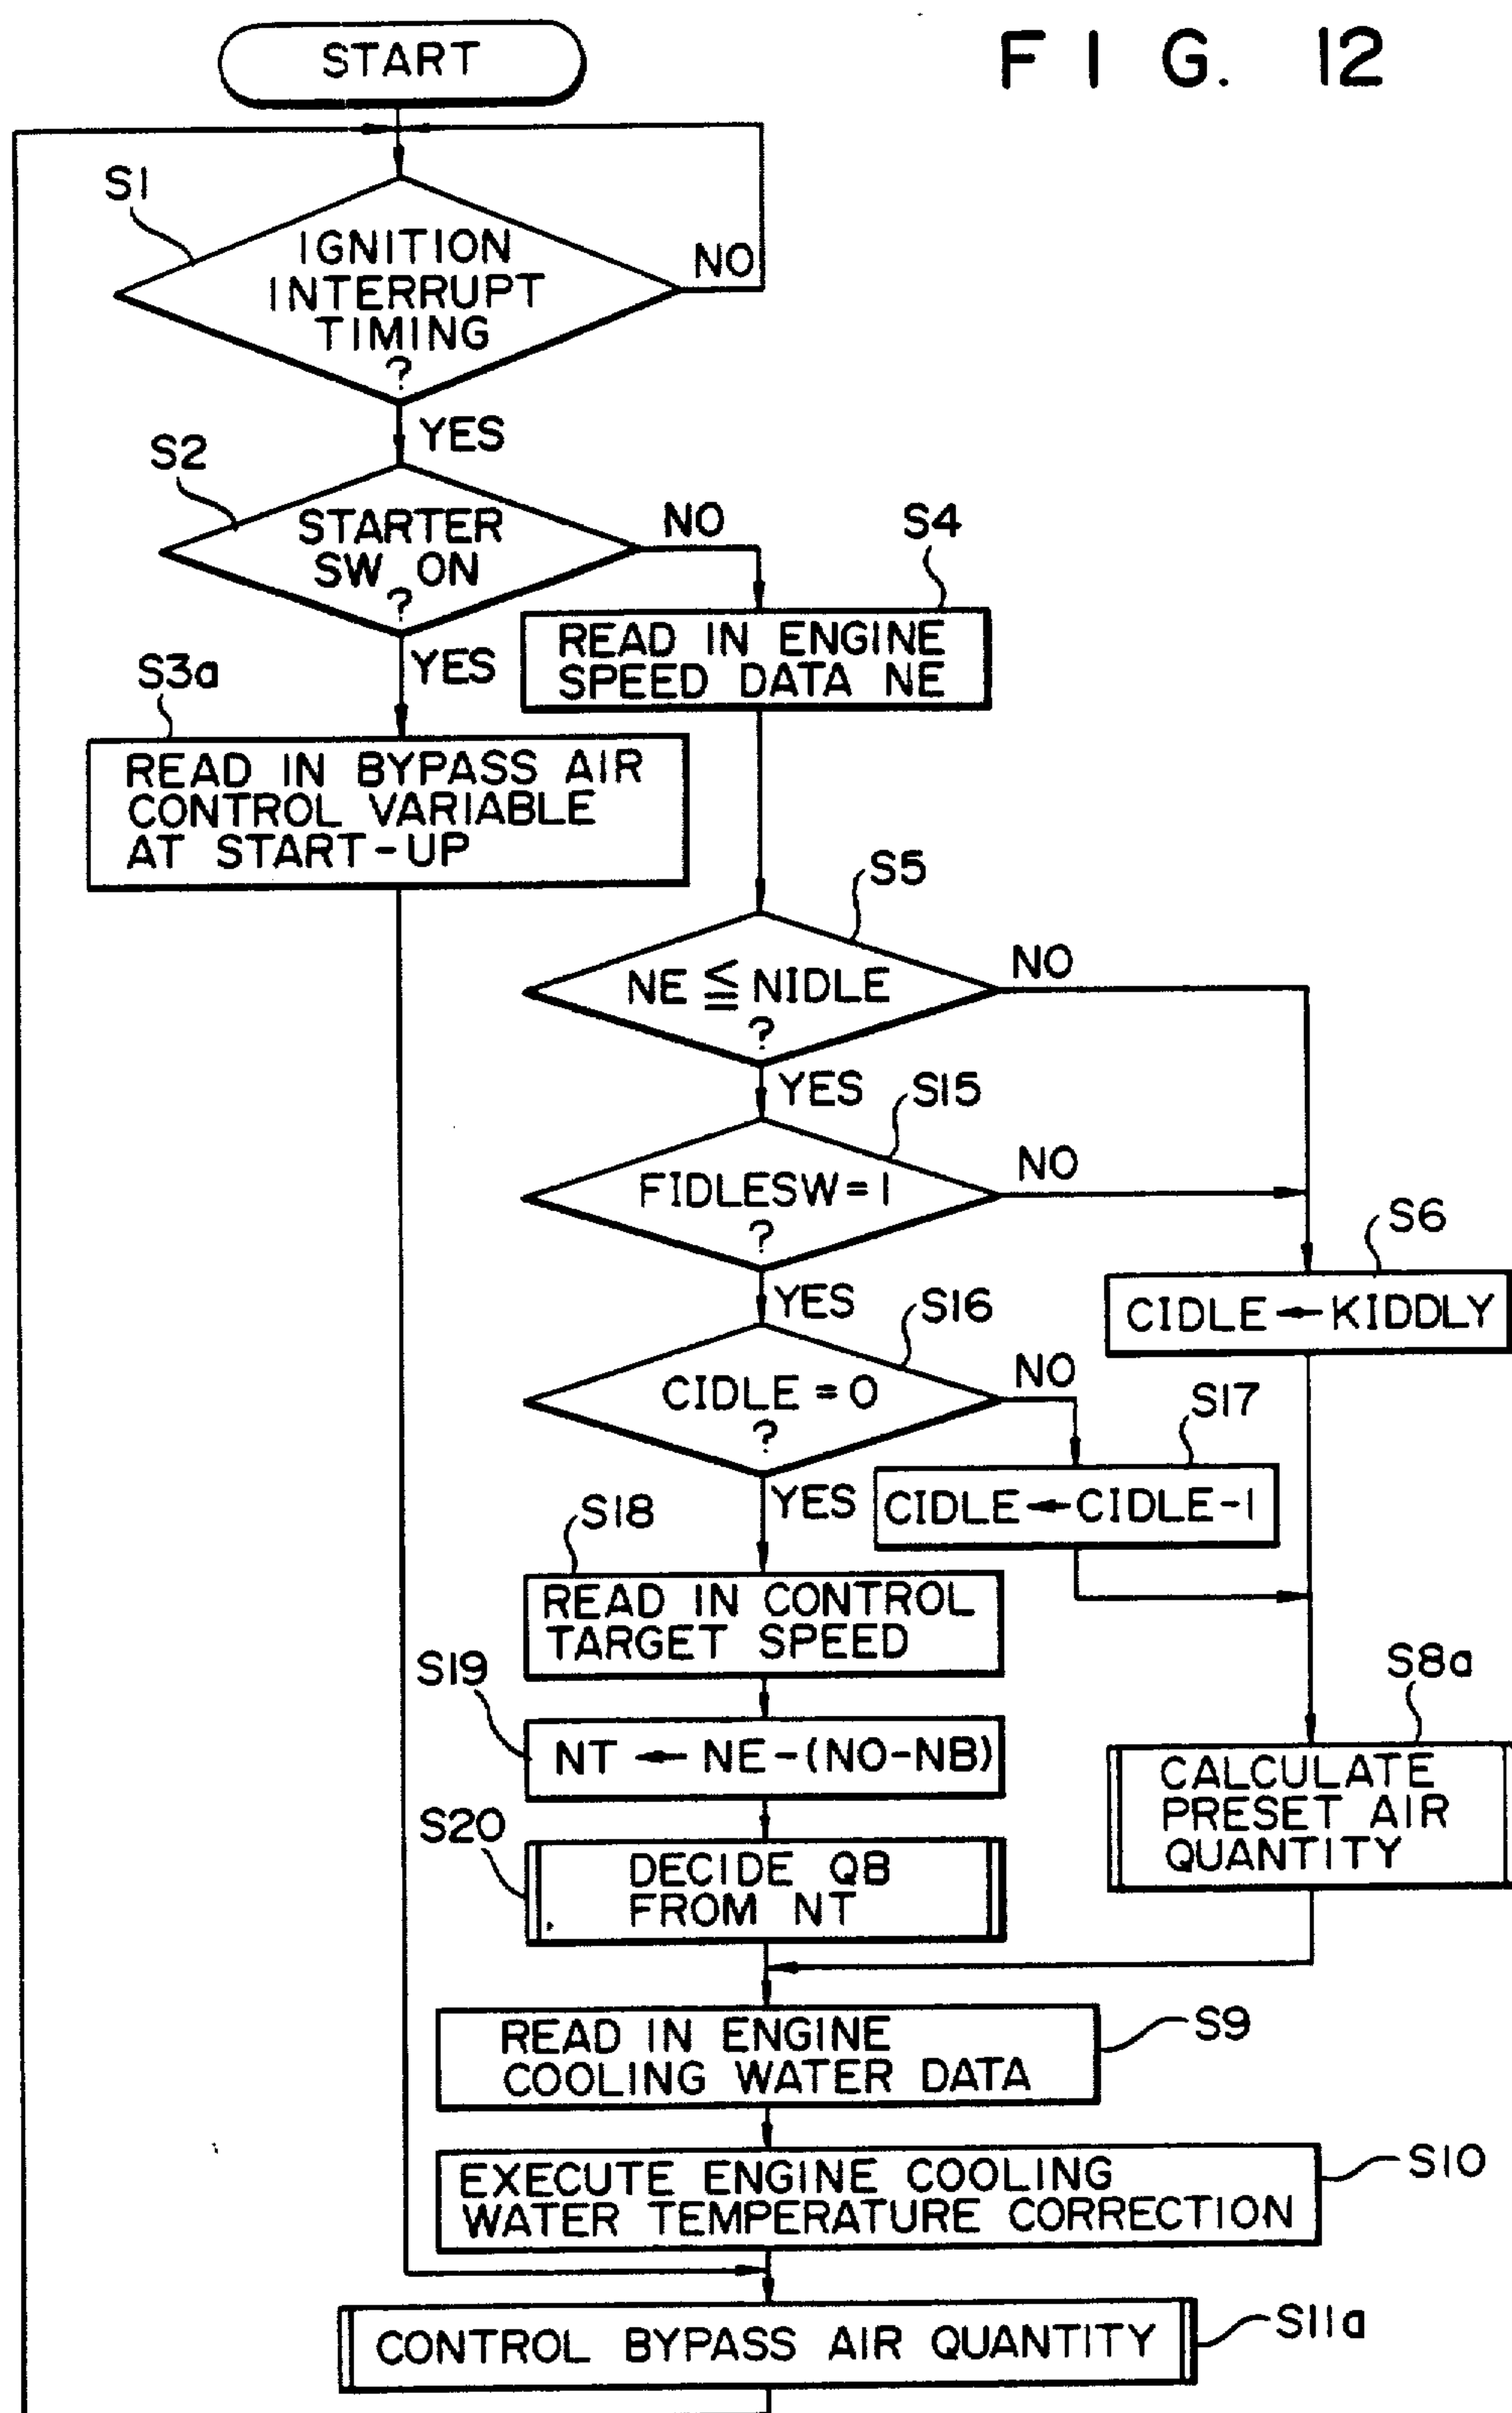 FIG. 12
START
S1
IGNITION
INTERRUPT
TIMING
?
NO
YES
S2
STARTER
SW ON
?
NO
YES
S4
READ IN ENGINE
SPEED DATA NE
S3a
READ IN BYPASS AIR
CONTROL VARIABLE
AT START-UP
S5
NE ≦ NIDLE
?
NO
YES
S15
FIDLESW=1
?
NO
YES
S6
CIDLE ← KIDDLY
S16
CIDLE = 0
?
NO
YES
S17
CIDLE ← CIDLE-1
S18
READ IN CONTROL
TARGET SPEED
S19
NT ← NE-(NO-NB)
S8a
CALCULATE
PRESET AIR
QUANTITY
S20
DECIDE QB
FROM NT
READ IN ENGINE
COOLING WATER DATA
S9
EXECUTE ENGINE COOLING
WATER TEMPERATURE CORRECTION
S10
CONTROL BYPASS AIR QUANTITY
S11a